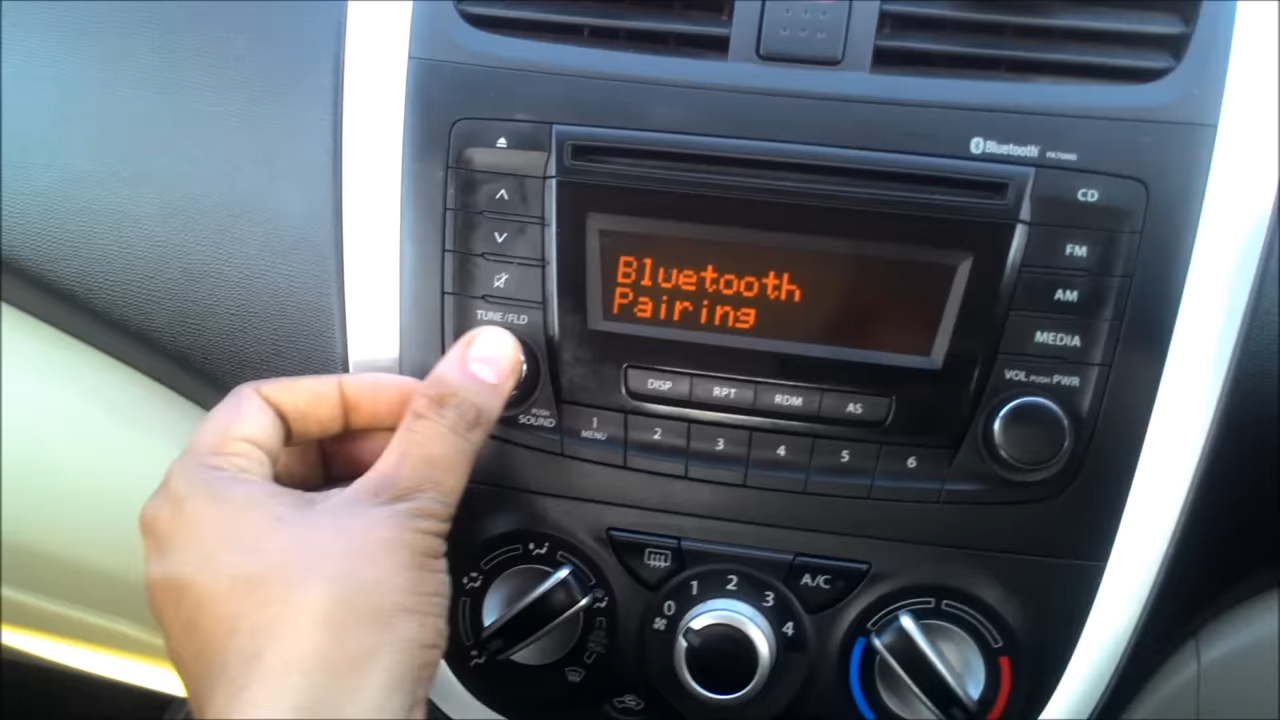 Bluetooth
CD
FM
AM
MEDIA
VOL PUSH PWR
Bluetooth
Pairing
TUNE/FLD
PUSH
SOUND
DISP
RPT
RDM
AS
1
MENU
2
3
4
5
6
0
1
2
3
4
A/C